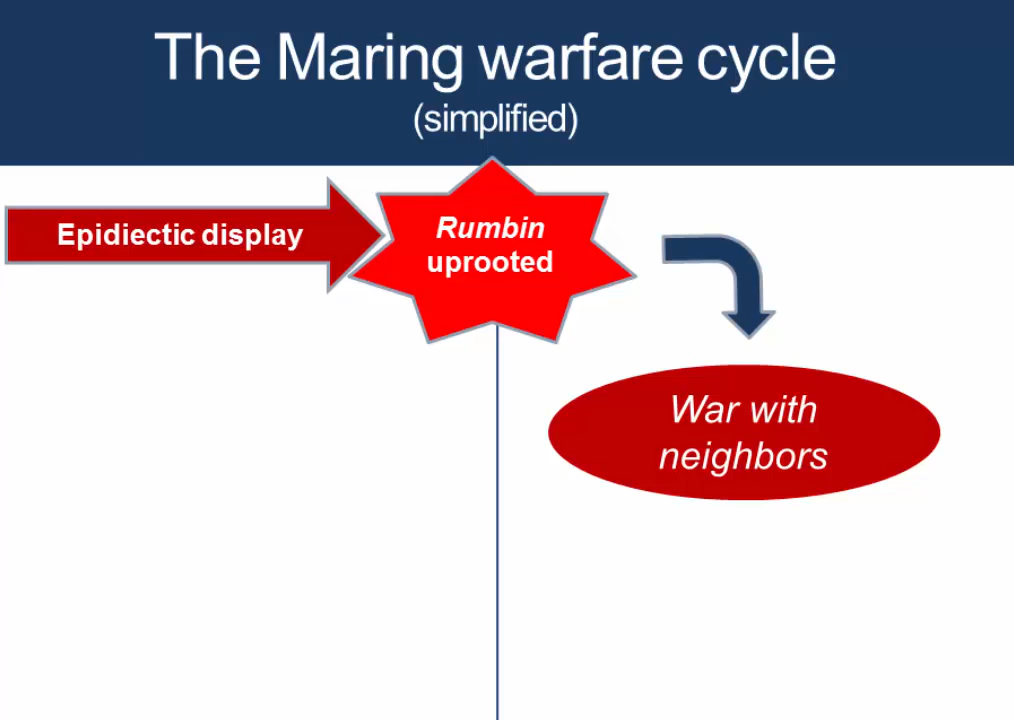 The Maring warfare cycle
(simplified)
Epidiectic display
Rumbin
uprooted
War with
neighbors